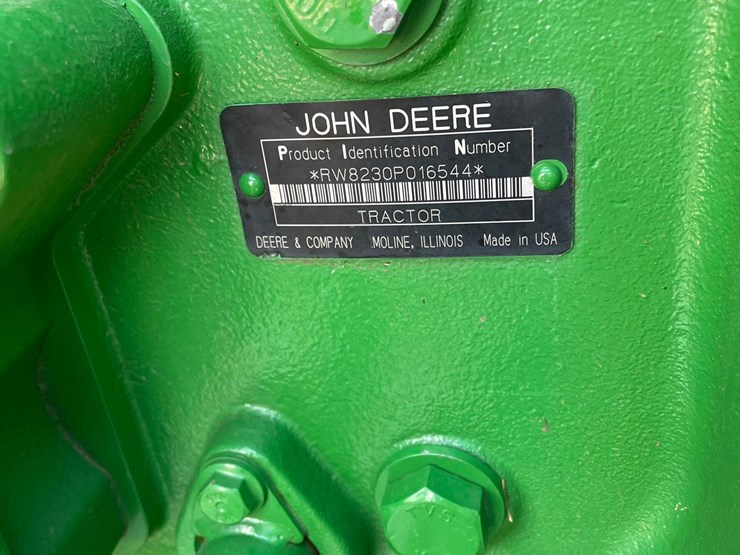 JOHN DEERE
Product Identification Number
*RW8230P016544*
TRACTOR
DEERE & COMPANY MOLINE, ILLINOIS Made in USA